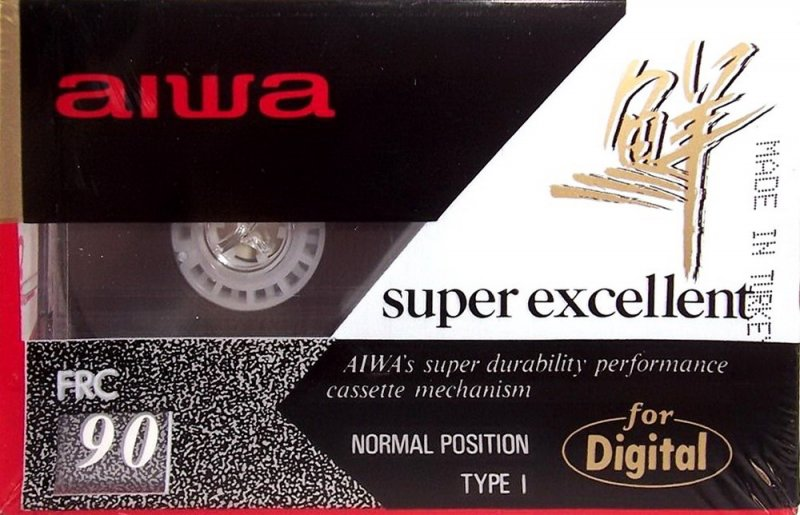 aiwa
鮮
MADE IN TURKEY
super excellent
AIWA's super durability performance
cassette mechanism
FRC
90
NORMAL POSITION
TYPE I
for
Digital